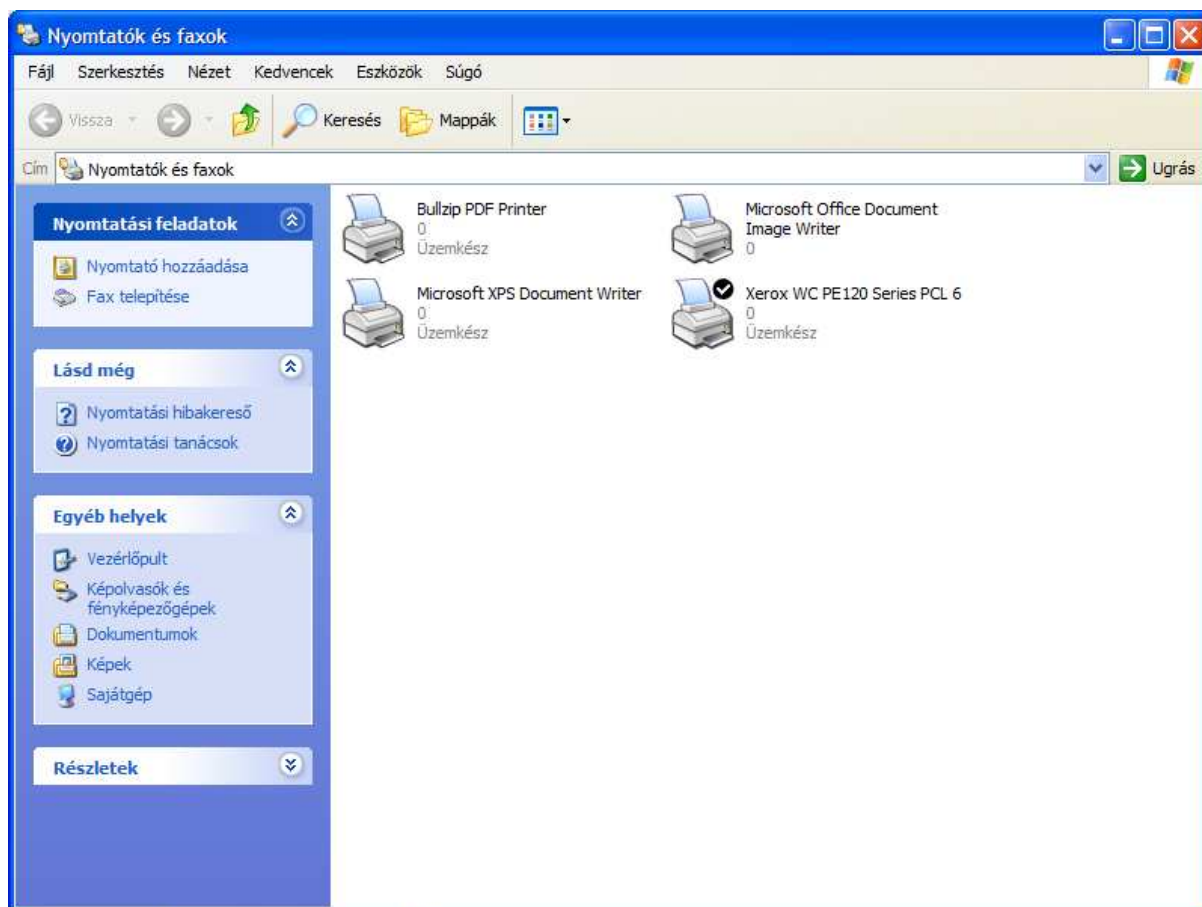 Nyomtatók és faxok
Fájl Szerkesztés Nézet Kedvencek Eszközök Súgó
Vissza Keresés Mappák
Cím Nyomtatók és faxok Ugrás
Nyomtatási feladatok
Nyomtató hozzáadása
Fax telepítése
Lásd még
Nyomtatási hibakereső
Nyomtatási tanácsok
Egyéb helyek
Vezérlőpult
Képolvasók és
fényképezőgépek
Dokumentumok
Képek
Sajátgép
Részletek
Bullzip PDF Printer
0
Üzemkész
Microsoft Office Document
Image Writer
0
Microsoft XPS Document Writer
0
Üzemkész
Xerox WC PE120 Series PCL 6
0
Üzemkész